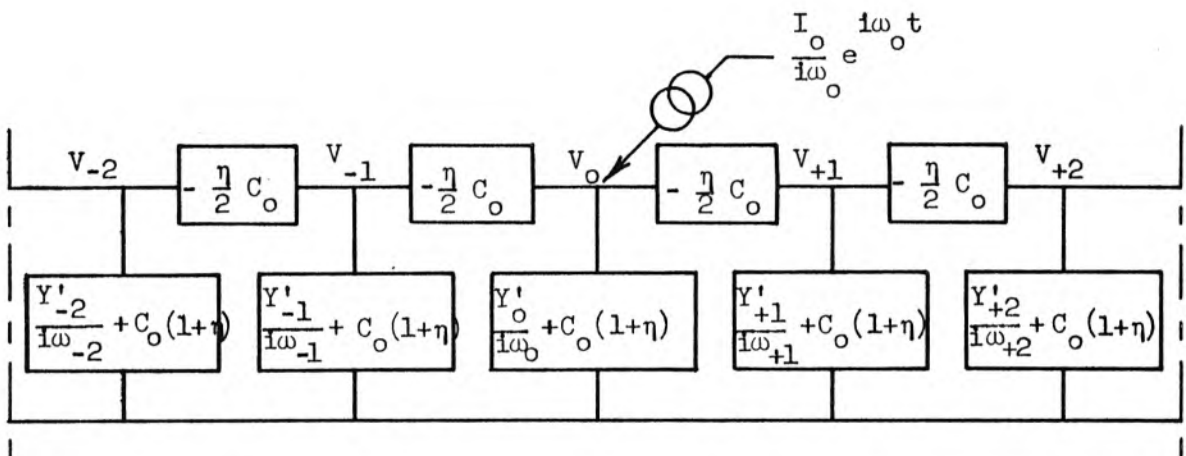 I_o/iω_o e^{iω_o t}
V_{-2} V_{-1} V_o V_{+1} V_{+2}
- η/2 C_o - η/2 C_o - η/2 C_o - η/2 C_o
Y'_{-2}/iω_{-2} + C_o(1+η) Y'_{-1}/iω_{-1} + C_o(1+η) Y'_o/iω_o + C_o(1+η) Y'_{+1}/iω_{+1} + C_o(1+η) Y'_{+2}/iω_{+2} + C_o(1+η)